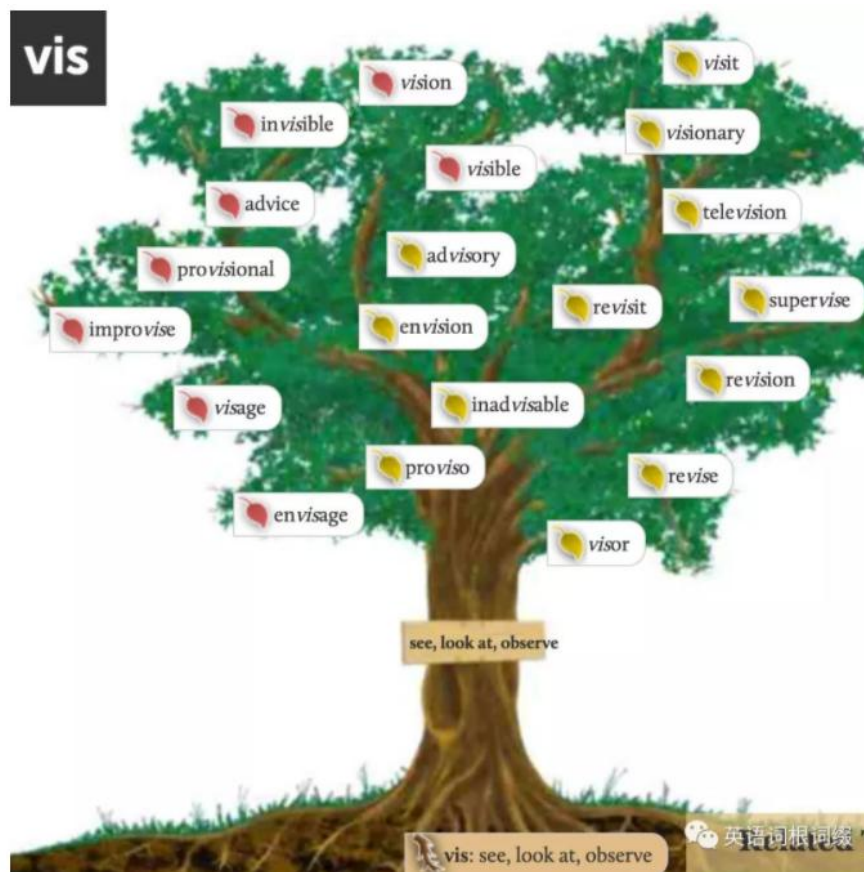 vis
vision
visit
invisible
visionary
visible
advice
television
advisory
provisional
supervise
revisit
improvise
envision
revision
visage
inadvisable
proviso
revise
envisage
visor
see, look at, observe
英语词根词缀
Related
vis: see, look at, observe